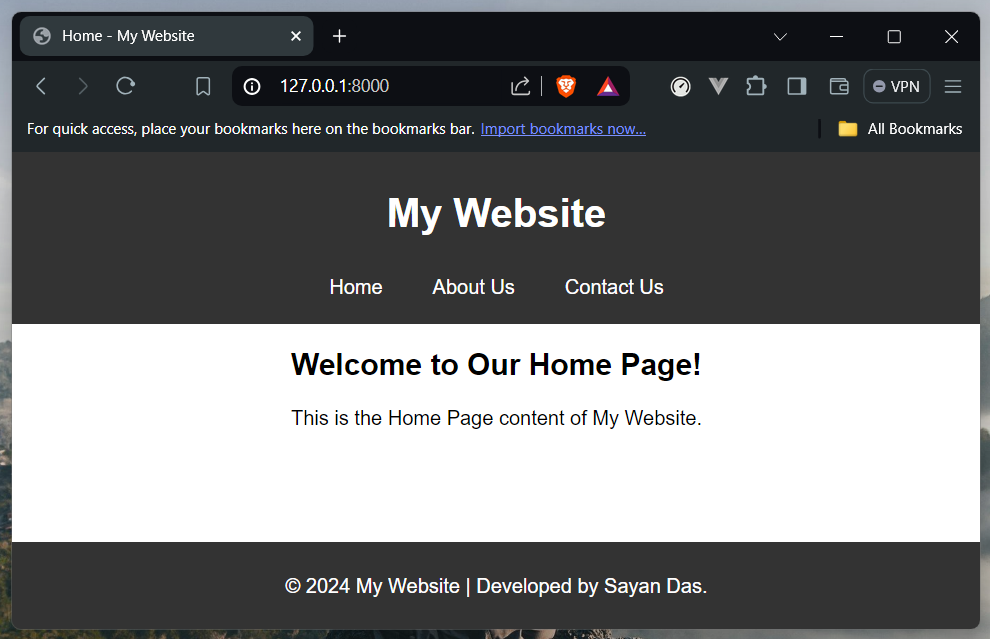 Home - My Website
127.0.0.1:8000
VPN
For quick access, place your bookmarks here on the bookmarks bar. Import bookmarks now...
All Bookmarks
My Website
Home About Us Contact Us
Welcome to Our Home Page!
This is the Home Page content of My Website.
© 2024 My Website | Developed by Sayan Das.